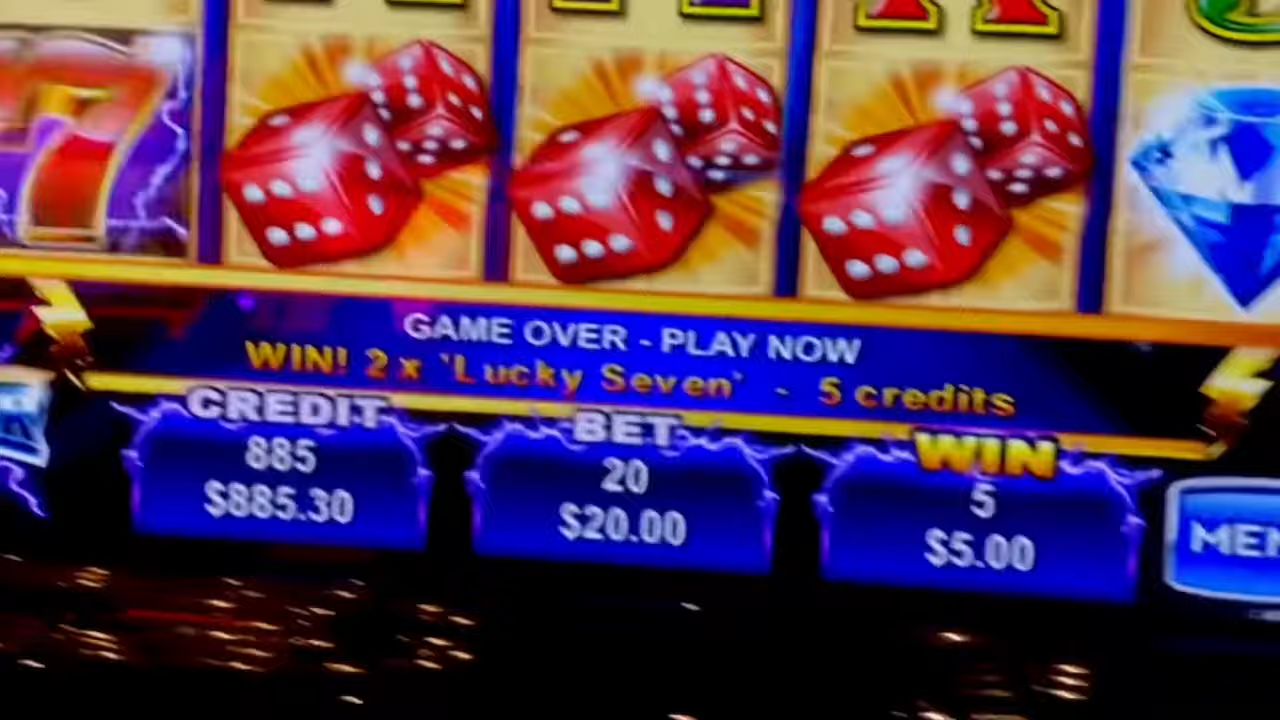 GAME OVER - PLAY NOW
WIN! 2 x 'Lucky Seven' - 5 credits
CREDIT
885
$885.30
BET
20
$20.00
WIN
5
$5.00